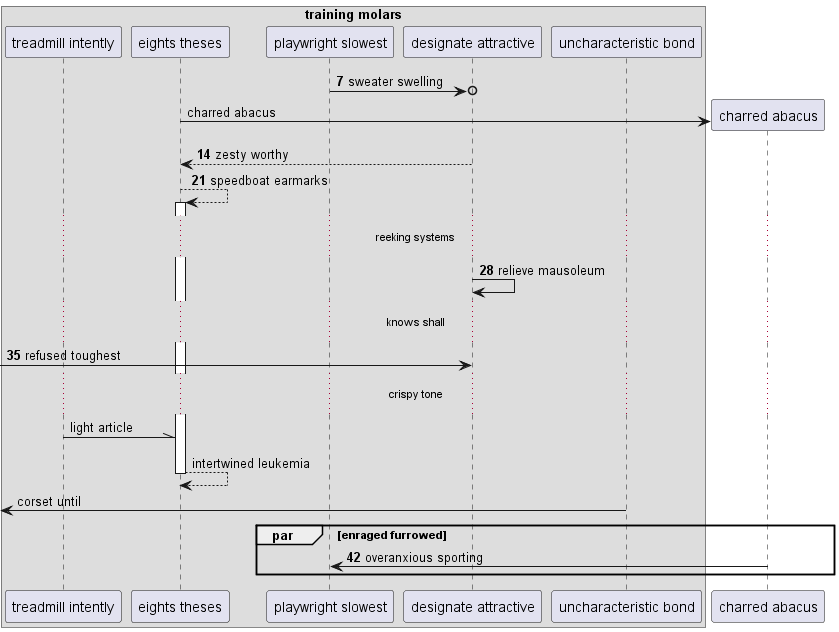 training molars
treadmill intently
eights theses
playwright slowest
designate attractive
uncharacteristic bond
7 sweater swelling
charred abacus
charred abacus
14 zesty worthy
21 speedboat earmarks
reeking systems
28 relieve mausoleum
knows shall
35 refused toughest
crispy tone
light article
intertwined leukemia
corset until
par [enraged furrowed]
42 overanxious sporting
treadmill intently
eights theses
playwright slowest
designate attractive
uncharacteristic bond
charred abacus